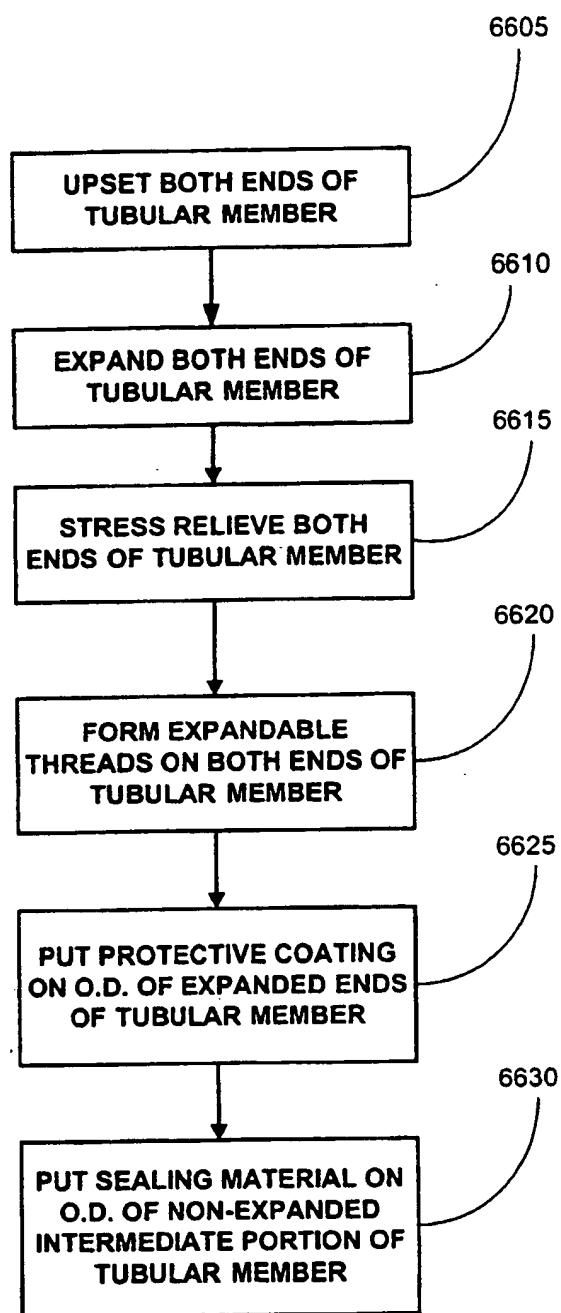 6605
UPSET BOTH ENDS OF
TUBULAR MEMBER
6610
EXPAND BOTH ENDS OF
TUBULAR MEMBER
6615
STRESS RELIEVE BOTH
ENDS OF TUBULAR MEMBER
6620
FORM EXPANDABLE
THREADS ON BOTH ENDS OF
TUBULAR MEMBER
6625
PUT PROTECTIVE COATING
ON O.D. OF EXPANDED ENDS
OF TUBULAR MEMBER
6630
PUT SEALING MATERIAL ON
O.D. OF NON-EXPANDED
INTERMEDIATE PORTION OF
TUBULAR MEMBER